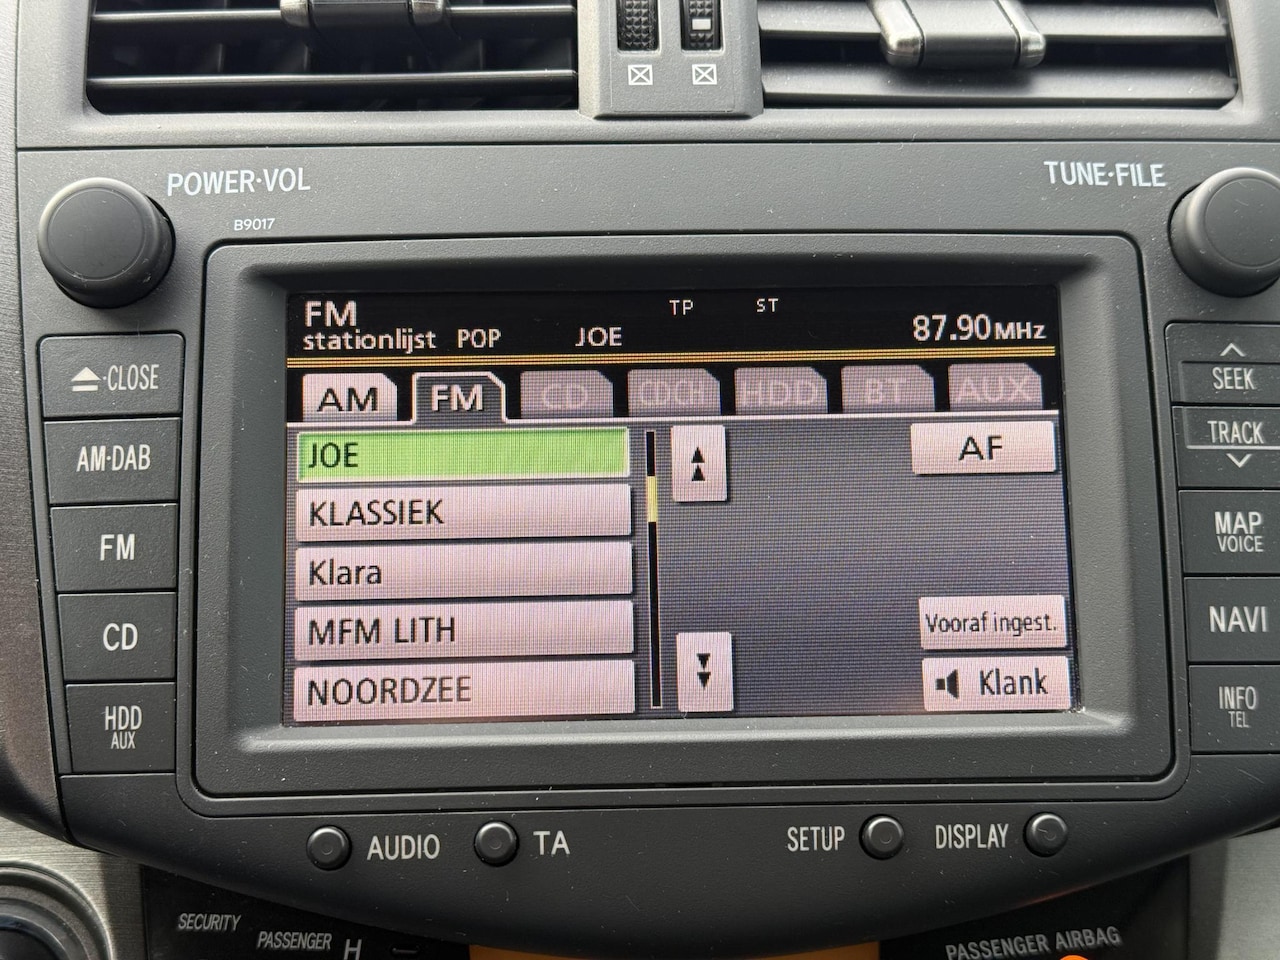 POWER·VOL
TUNE·FILE
B9017
FM
TP ST
stationlijst POP JOE 87.90MHz
AM FM CD CDCH HDD BT AUX
JOE
AF
KLASSIEK
Klara
MFM LITH
Vooraf ingest.
NOORDZEE
Klank
CLOSE
AM·DAB
FM
CD
HDD
AUX
SEEK
TRACK
MAP
VOICE
NAVI
INFO
TEL
AUDIO TA SETUP DISPLAY
SECURITY
PASSENGER
H
PASSENGER AIRBAG